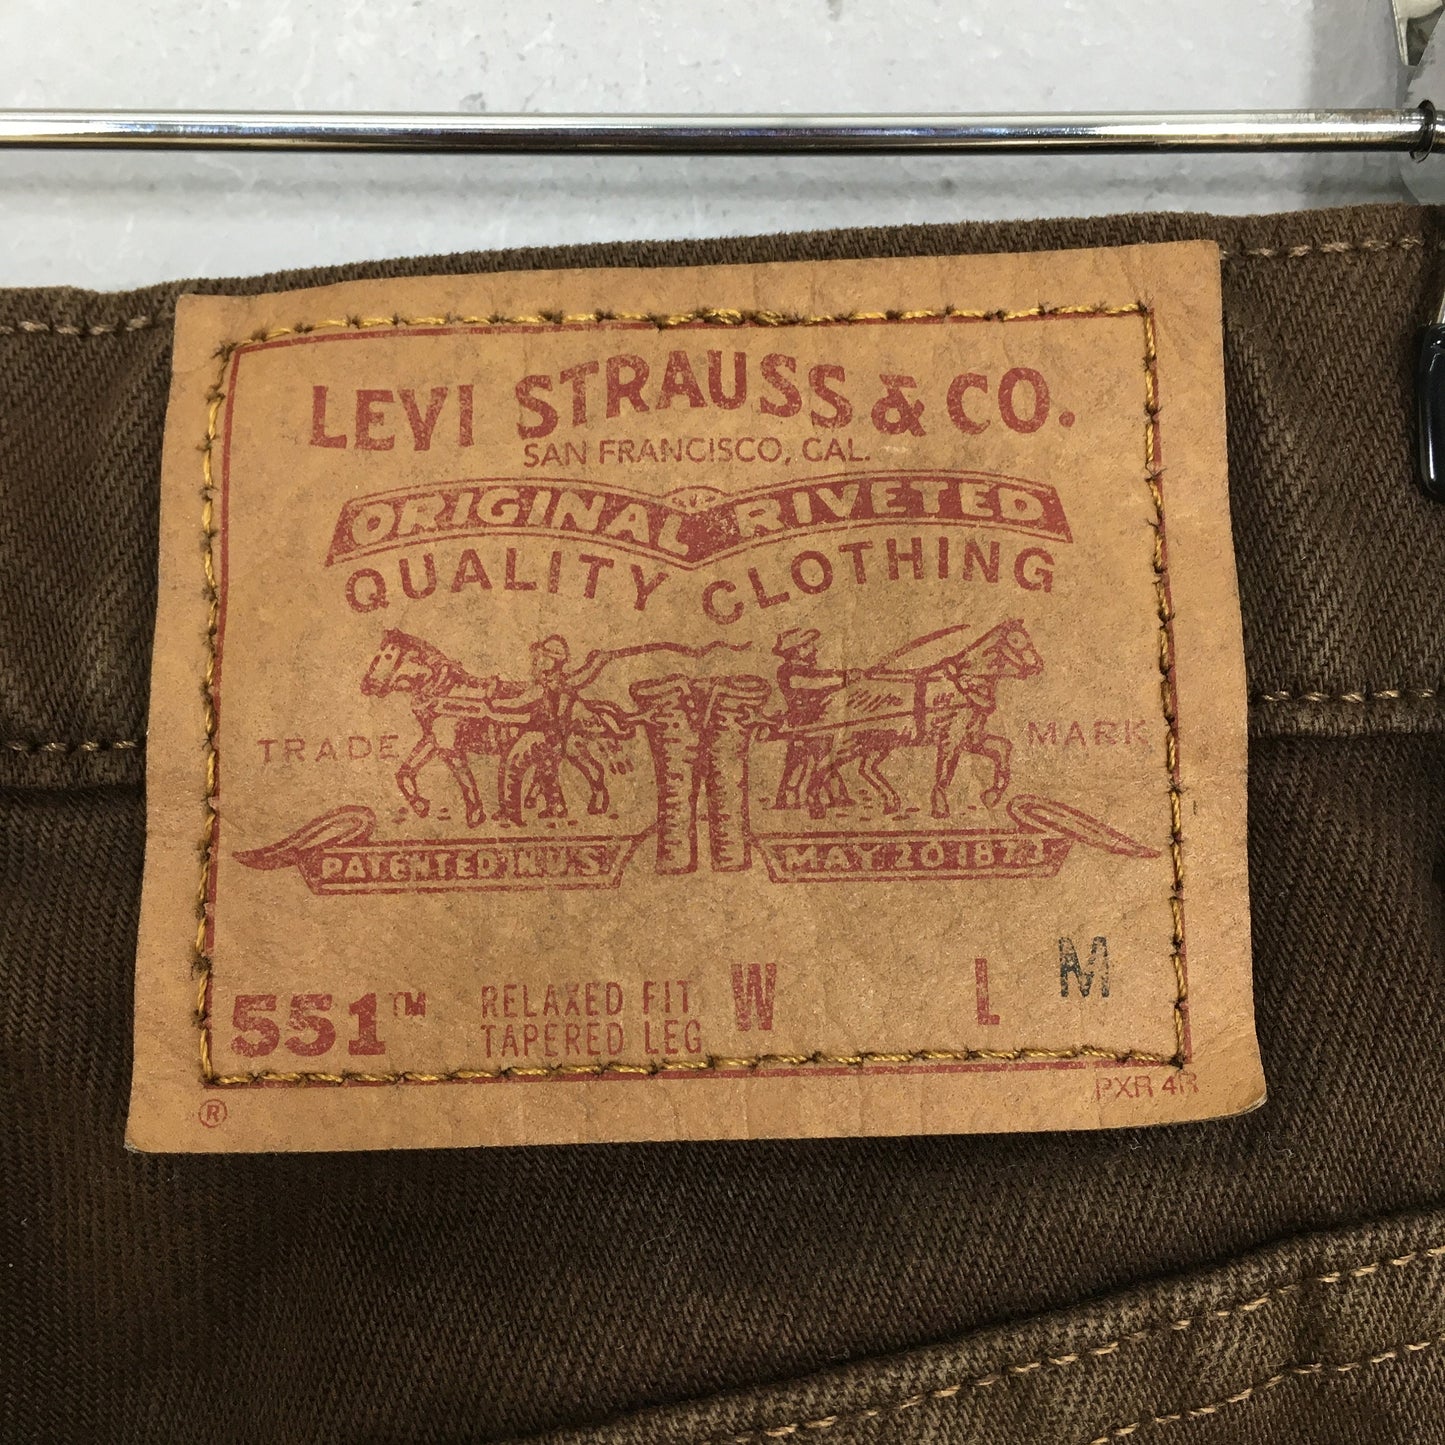 LEVI STRAUSS & CO.
SAN FRANCISCO, CAL.
ORIGINAL RIVETED
QUALITY CLOTHING
TRADE MARK
PATENTED IN U.S. MAY 20 1873
551™ RELAXED FIT W L M
TAPERED LEG
® PXR 4R